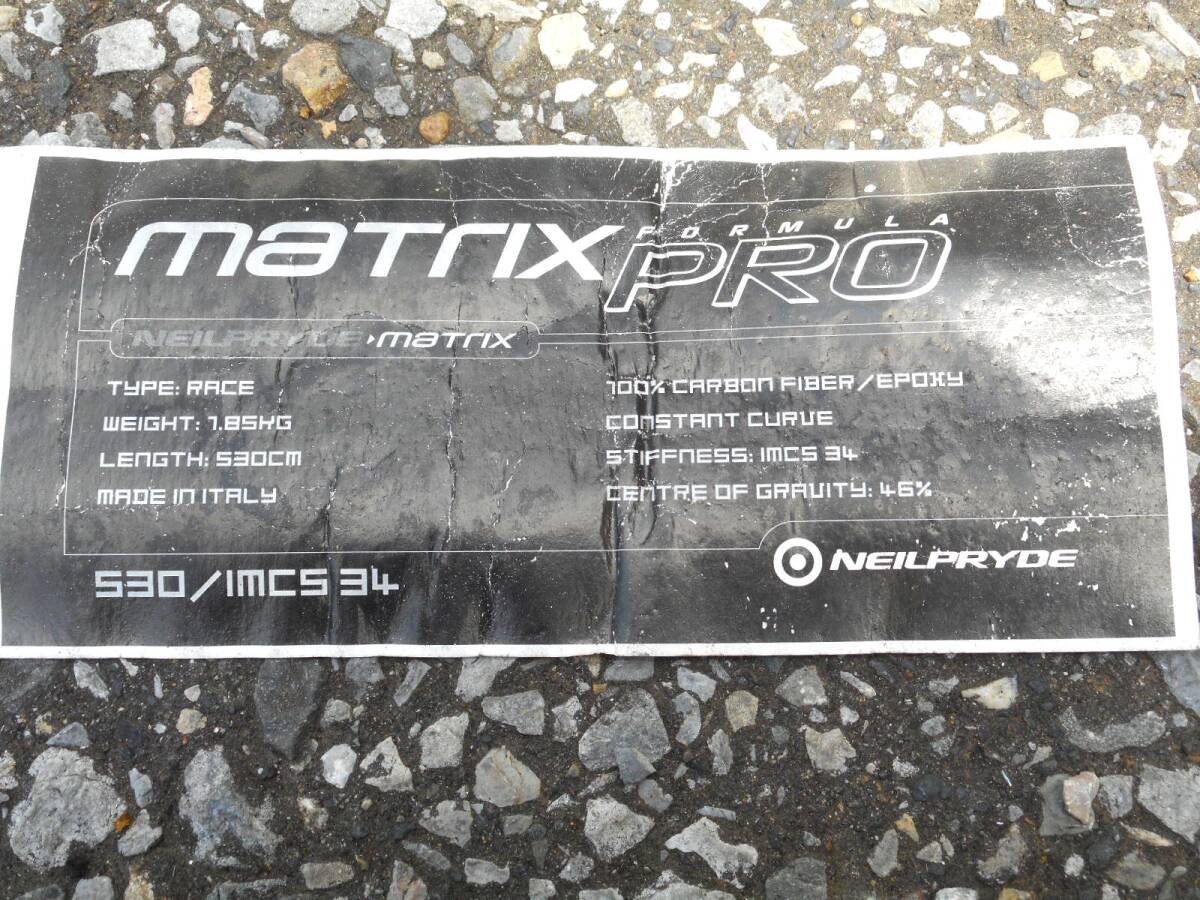 matrix FORMULA PRO
NEILPRYDE matrix
TYPE: RACE
WEIGHT: 1.85KG
LENGTH: 530CM
MADE IN ITALY
100% CARBON FIBER/EPOXY
CONSTANT CURVE
STIFFNESS: IMCS 34
CENTRE OF GRAVITY: 46%
530/IMCS 34
NEILPRYDE